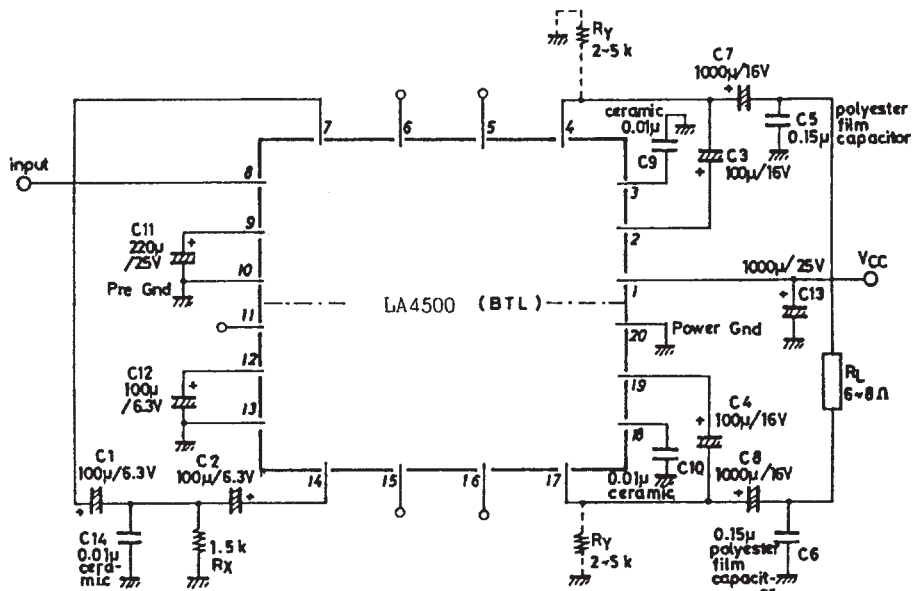 RY
2~5 k
C7
1000μ/16V
ceramic
0.01μ
C9
C5
0.15μ
polyester
film
capacitor
C3
100μ/16V
7
6
5
4
input
8
3
9
2
C11
220μ
/25V
10
1
1000μ/25V
VCC
C13
Pre Gnd
LA4500 (BTL)
11
20
Power Gnd
12
19
C12
100μ
/6.3V
13
18
C4
100μ/16V
RL
6~8Ω
C1
100μ/6.3V
C2
100μ/6.3V
14
15
16
17
0.01μ
ceramic
C10
C8
1000μ/16V
C14
0.01μ
cera-
mic
1.5k
RX
RY
2~5k
0.15μ
polyester
film
capacit-
C6